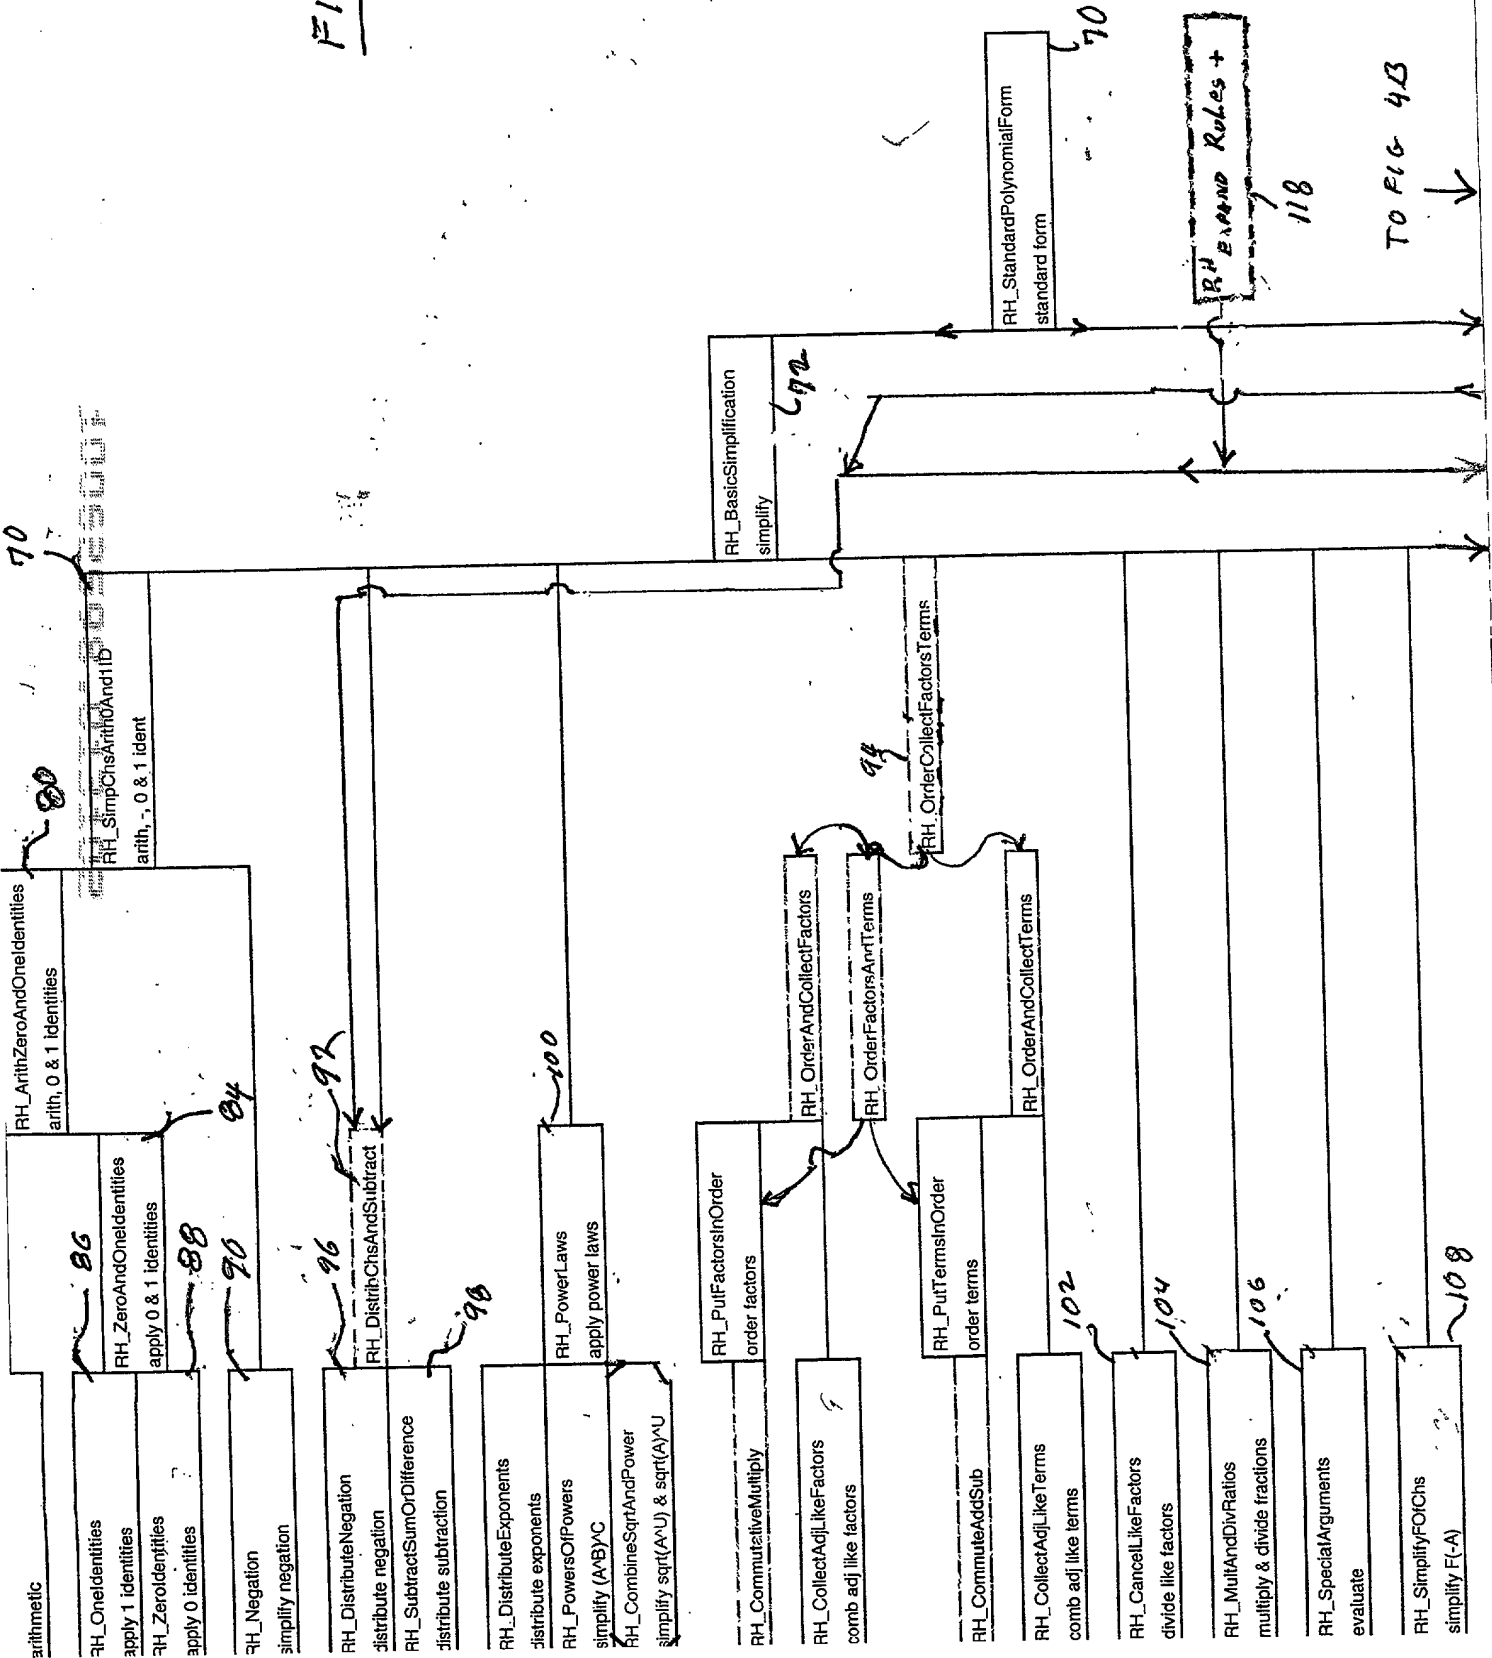 FI
70
80
RH_ArithZeroAndOneIdentities
arith, 0 & 1 identities
RH_SimpChsArith0And1ID
arith, -, 0 & 1 ident
arithmetic
86
RH_OneIdentities
apply 1 identities
RH_ZeroAndOneIdentities
apply 0 & 1 identities
84
RH_ZeroIdentities
apply 0 identities
88
90
RH_Negation
simplify negation
96
92
RH_DistributeNegation
distribute negation
RH_DistribChsAndSubtract
RH_SubtractSumOrDifference
distribute subtraction
98
RH_DistributeExponents
distribute exponents
100
RH_PowerLaws
apply power laws
RH_PowersOfPowers
simplify (A^B)^C
RH_CombineSqrtAndPower
simplify sqrt(A^U) & sqrt(A)^U
RH_BasicSimplification
simplify
72
RH_PutFactorsInOrder
order factors
RH_CommutativeMultiply
RH_OrderAndCollectFactors
RH_CollectAdjLikeFactors
comb adj like factors
RH_OrderFactorsAndTerms
94
RH_OrderCollectFactorsTerms
RH_PutTermsInOrder
order terms
RH_CommuteAddSub
RH_OrderAndCollectTerms
RH_CollectAdjLikeTerms
comb adj like terms
RH_StandardPolynomialForm
standard form
70
102
RH_CancelLikeFactors
divide like factors
104
RH_MultAndDivRatios
multiply & divide fractions
106
RH_SpecialArguments
evaluate
RH_SimplifyFOfChs
simplify F(-A)
108
RH EXPAND Rules +
118
TO FIG 4B